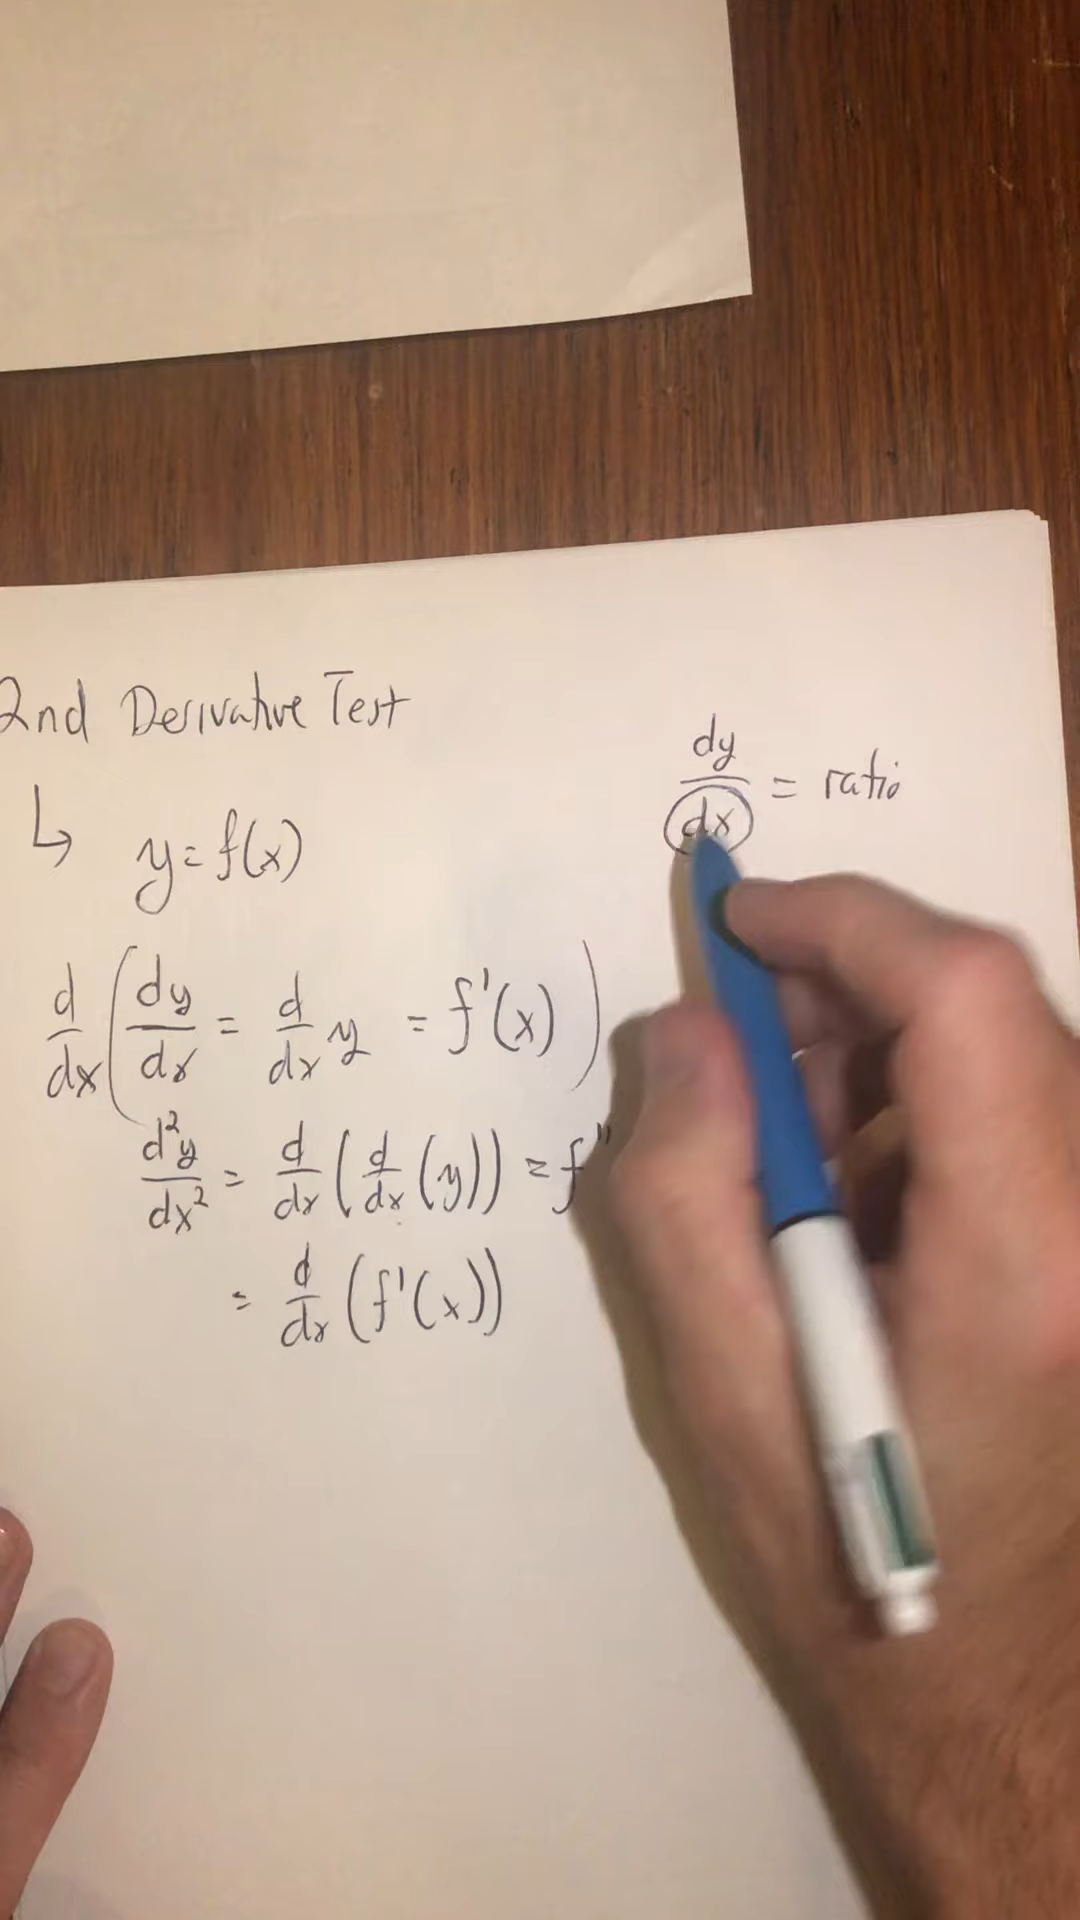 2nd Derivative Test
↳ y = f(x)
dy/dx = ratio
d/dx (dy/dx = d/dx y = f'(x))
d²y/dx² = d/dx (d/dx (y)) = f''
= d/dx (f'(x))